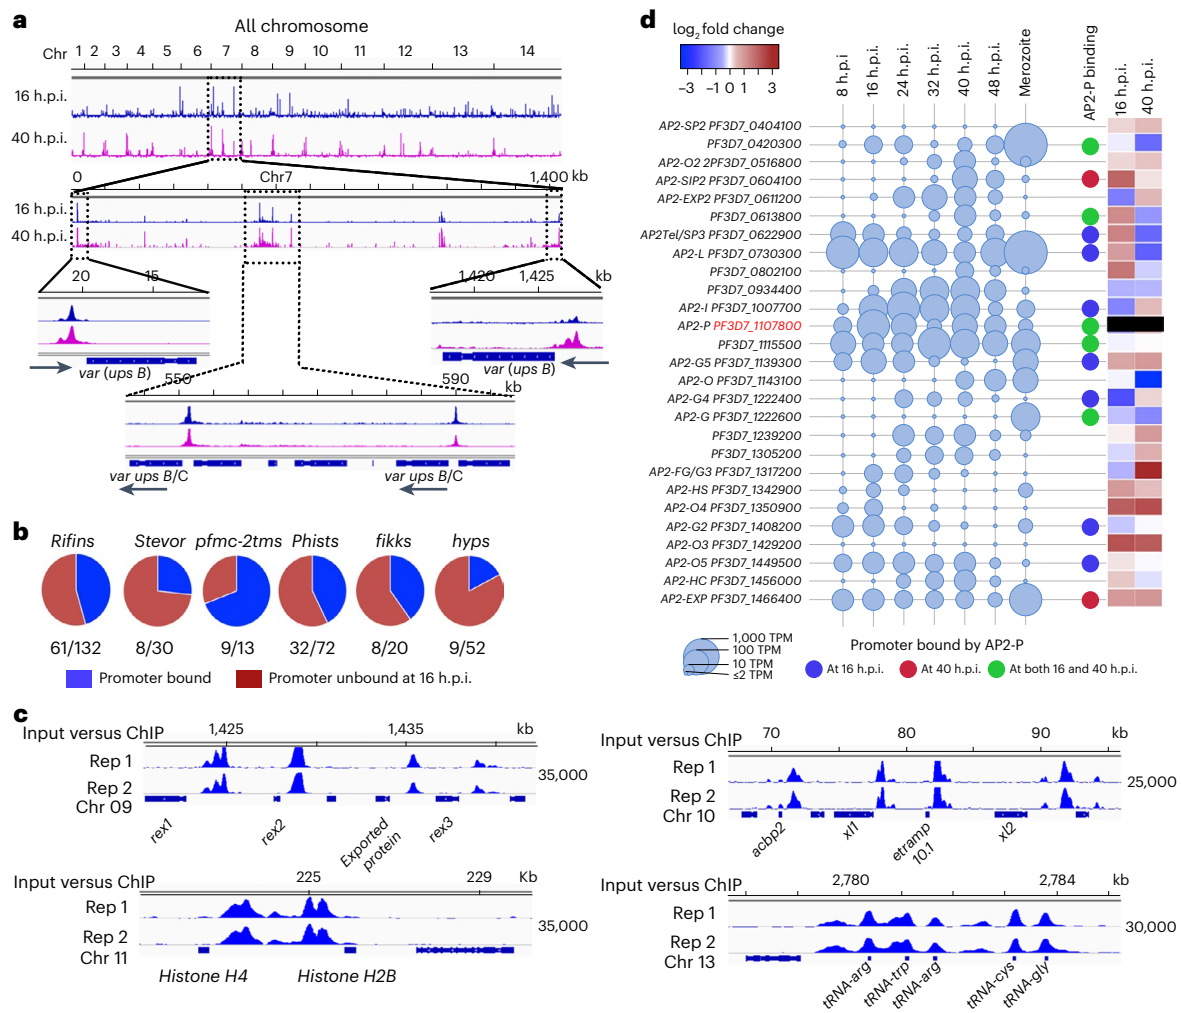 a
All chromosome
Chr 1 2 3 4 5 6 7 8 9 10 11 12 13 14
16 h.p.i.
40 h.p.i.
0 Chr7 1,400 kb
16 h.p.i.
40 h.p.i.
20 15
1,420 1,425 kb
var (ups B)
var (ups B)
550 590 kb
var ups B/C
var ups B/C
b
Rifins Stevor pfmc-2tms Phists fikks hyps
61/132 8/30 9/13 32/72 8/20 9/52
Promoter bound Promoter unbound at 16 h.p.i.
c
Input versus ChIP 1,425 1,435 kb
Rep 1
Rep 2
35,000
Chr 09
rex1 rex2 Exported protein rex3
Input versus ChIP 70 80 90 kb
Rep 1
Rep 2
25,000
Chr 10
acbp2 xl1 etramp 10.1 xl2
Input versus ChIP 225 229 Kb
Rep 1
Rep 2
35,000
Chr 11
Histone H4 Histone H2B
Input versus ChIP 2,780 2,784 kb
Rep 1
Rep 2
30,000
Chr 13
tRNA-arg tRNA-trp tRNA-arg tRNA-cys tRNA-gly
d
log2 fold change
−3 −1 1 3
8 h.p.i
16 h.p.i.
24 h.p.i.
32 h.p.i.
40 h.p.i.
48 h.p.i.
Merozoite
AP2-P binding
16 h.p.i.
40 h.p.i.
AP2-SP2 PF3D7_0404100
PF3D7_0420300
AP2-O2 2PF3D7_0516800
AP2-SIP2 PF3D7_0604100
AP2-EXP2 PF3D7_0611200
PF3D7_0613800
AP2Tel/SP3 PF3D7_0622900
AP2-L PF3D7_0730300
PF3D7_0802100
PF3D7_0934400
AP2-I PF3D7_1007700
AP2-P PF3D7_1107800
PF3D7_1115500
AP2-G5 PF3D7_1139300
AP2-O PF3D7_1143100
AP2-G4 PF3D7_1222400
AP2-G PF3D7_1222600
PF3D7_1239200
PF3D7_1305200
AP2-FG/G3 PF3D7_1317200
AP2-HS PF3D7_1342900
AP2-O4 PF3D7_1350900
AP2-G2 PF3D7_1408200
AP2-O3 PF3D7_1429200
AP2-O5 PF3D7_1449500
AP2-HC PF3D7_1456000
AP2-EXP PF3D7_1466400
1,000 TPM
100 TPM
10 TPM
≤2 TPM
Promoter bound by AP2-P
At 16 h.p.i. At 40 h.p.i. At both 16 and 40 h.p.i.